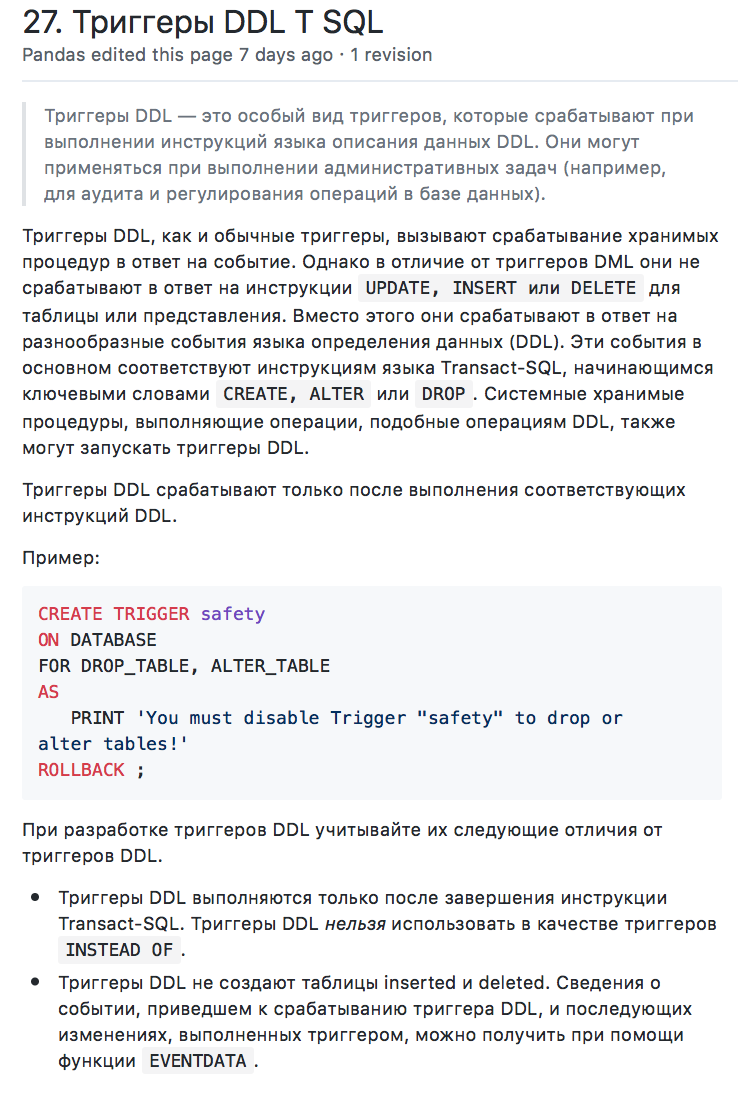 27. Триггеры DDL T SQL
Pandas edited this page 7 days ago · 1 revision
Триггеры DDL — это особый вид триггеров, которые срабатывают при
выполнении инструкций языка описания данных DDL. Они могут
применяться при выполнении административных задач (например,
для аудита и регулирования операций в базе данных).
Триггеры DDL, как и обычные триггеры, вызывают срабатывание хранимых
процедур в ответ на событие. Однако в отличие от триггеров DML они не
срабатывают в ответ на инструкции UPDATE, INSERT или DELETE для
таблицы или представления. Вместо этого они срабатывают в ответ на
разнообразные события языка определения данных (DDL). Эти события в
основном соответствуют инструкциям языка Transact-SQL, начинающимся
ключевыми словами CREATE, ALTER или DROP. Системные хранимые
процедуры, выполняющие операции, подобные операциям DDL, также
могут запускать триггеры DDL.
Триггеры DDL срабатывают только после выполнения соответствующих
инструкций DDL.
Пример:
CREATE TRIGGER safety
ON DATABASE
FOR DROP_TABLE, ALTER_TABLE
AS
PRINT 'You must disable Trigger "safety" to drop or
alter tables!'
ROLLBACK ;
При разработке триггеров DDL учитывайте их следующие отличия от
триггеров DDL.
• Триггеры DDL выполняются только после завершения инструкции
Transact-SQL. Триггеры DDL нельзя использовать в качестве триггеров
INSTEAD OF.
• Триггеры DDL не создают таблицы inserted и deleted. Сведения о
событии, приведшем к срабатыванию триггера DDL, и последующих
изменениях, выполненных триггером, можно получить при помощи
функции EVENTDATA.